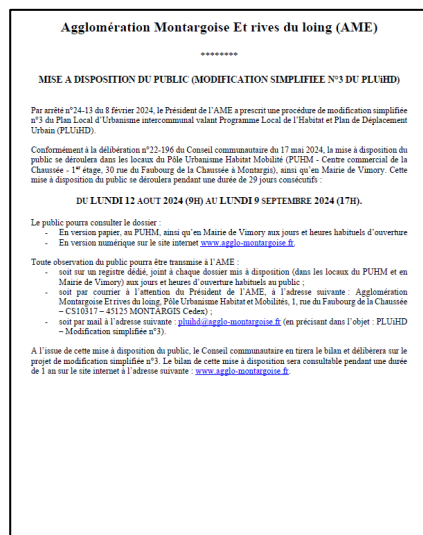 Agglomération Montargoise Et rives du loing (AME)
********
MISE A DISPOSITION DU PUBLIC (MODIFICATION SIMPLIFIEE N°3 DU PLUiHD)
Par arrêté n°24-13 du 8 février 2024, le Président de l'AME a prescrit une procédure de modification simplifiée
n°3 du Plan Local d'Urbanisme intercommunal valant Programme Local de l'Habitat et Plan de Déplacement
Urbain (PLUiHD).
Conformément à la délibération n°22-196 du Conseil communautaire du 17 mai 2024, la mise à disposition du
public se déroulera dans les locaux du Pôle Urbanisme Habitat Mobilité (PUHM - Centre commercial de la
Chaussée - 1er étage, 30 rue du Faubourg de la Chaussée à Montargis), ainsi qu'en Mairie de Vimory. Cette
mise à disposition du public se déroulera pendant une durée de 29 jours consécutifs :
DU LUNDI 12 AOUT 2024 (9H) AU LUNDI 9 SEPTEMBRE 2024 (17H).
Le public pourra consulter le dossier :
- En version papier, au PUHM, ainsi qu'en Mairie de Vimory aux jours et heures habituels d'ouverture
- En version numérique sur le site internet www.agglo-montargoise.fr.
Toute observation du public pourra être transmise à l'AME :
- soit sur un registre dédié, joint à chaque dossier mis à disposition (dans les locaux du PUHM et en
Mairie de Vimory) aux jours et heures d'ouverture habituels au public ;
- soit par courrier à l'attention du Président de l'AME, à l'adresse suivante : Agglomération
Montargoise Et rives du loing, Pôle Urbanisme Habitat et Mobilités, 1, rue du Faubourg de la Chaussée
– CS10317 – 45125 MONTARGIS Cedex) ;
- soit par mail à l'adresse suivante : pluihd@agglo-montargoise.fr (en précisant dans l'objet : PLUiHD
– Modification simplifiée n°3).
A l'issue de cette mise à disposition du public, le Conseil communautaire en tirera le bilan et délibèrera sur le
projet de modification simplifiée n°3. Le bilan de cette mise à disposition sera consultable pendant une durée
de 1 an sur le site internet à l'adresse suivante : www.agglo-montargoise.fr.